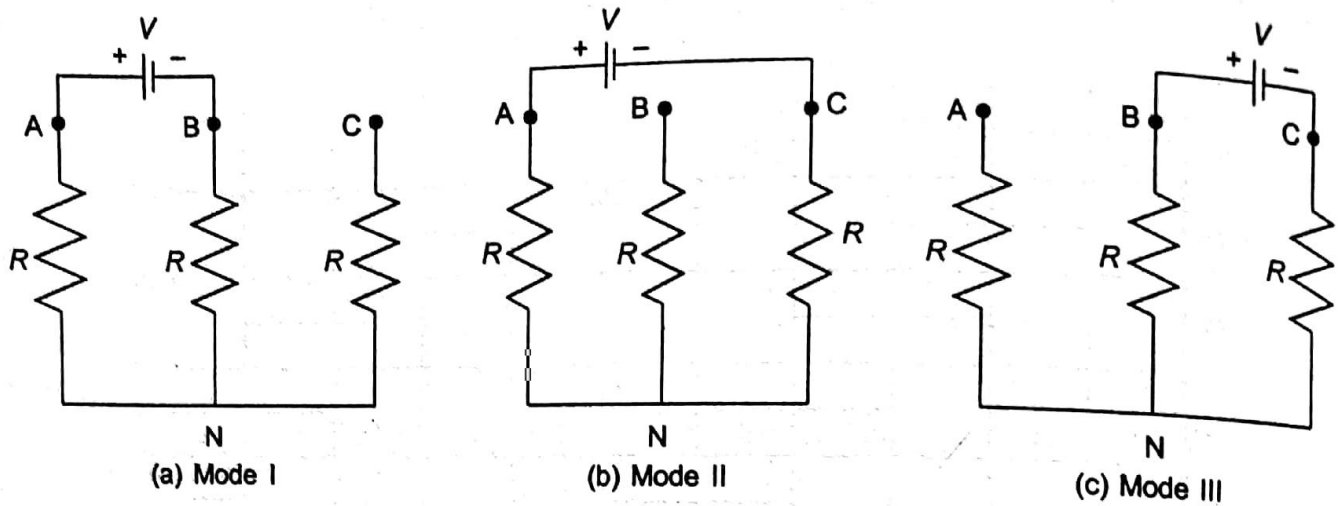 V
+ −
A B C
R R R
N
(a) Mode I
V
+ −
A B C
R R R
N
(b) Mode II
V
+ −
A B C
R R R
N
(c) Mode III